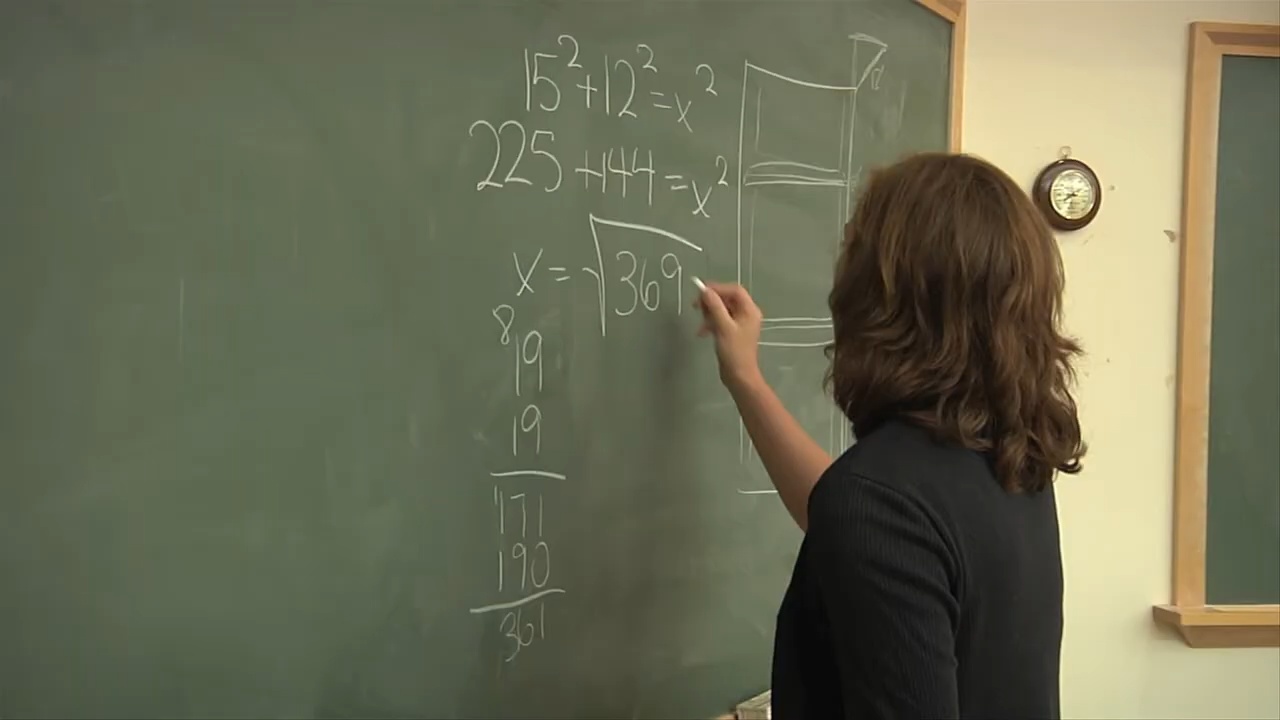 15²+12²=x²
225+144=x²
x=√369
8
19
19
171
190
361